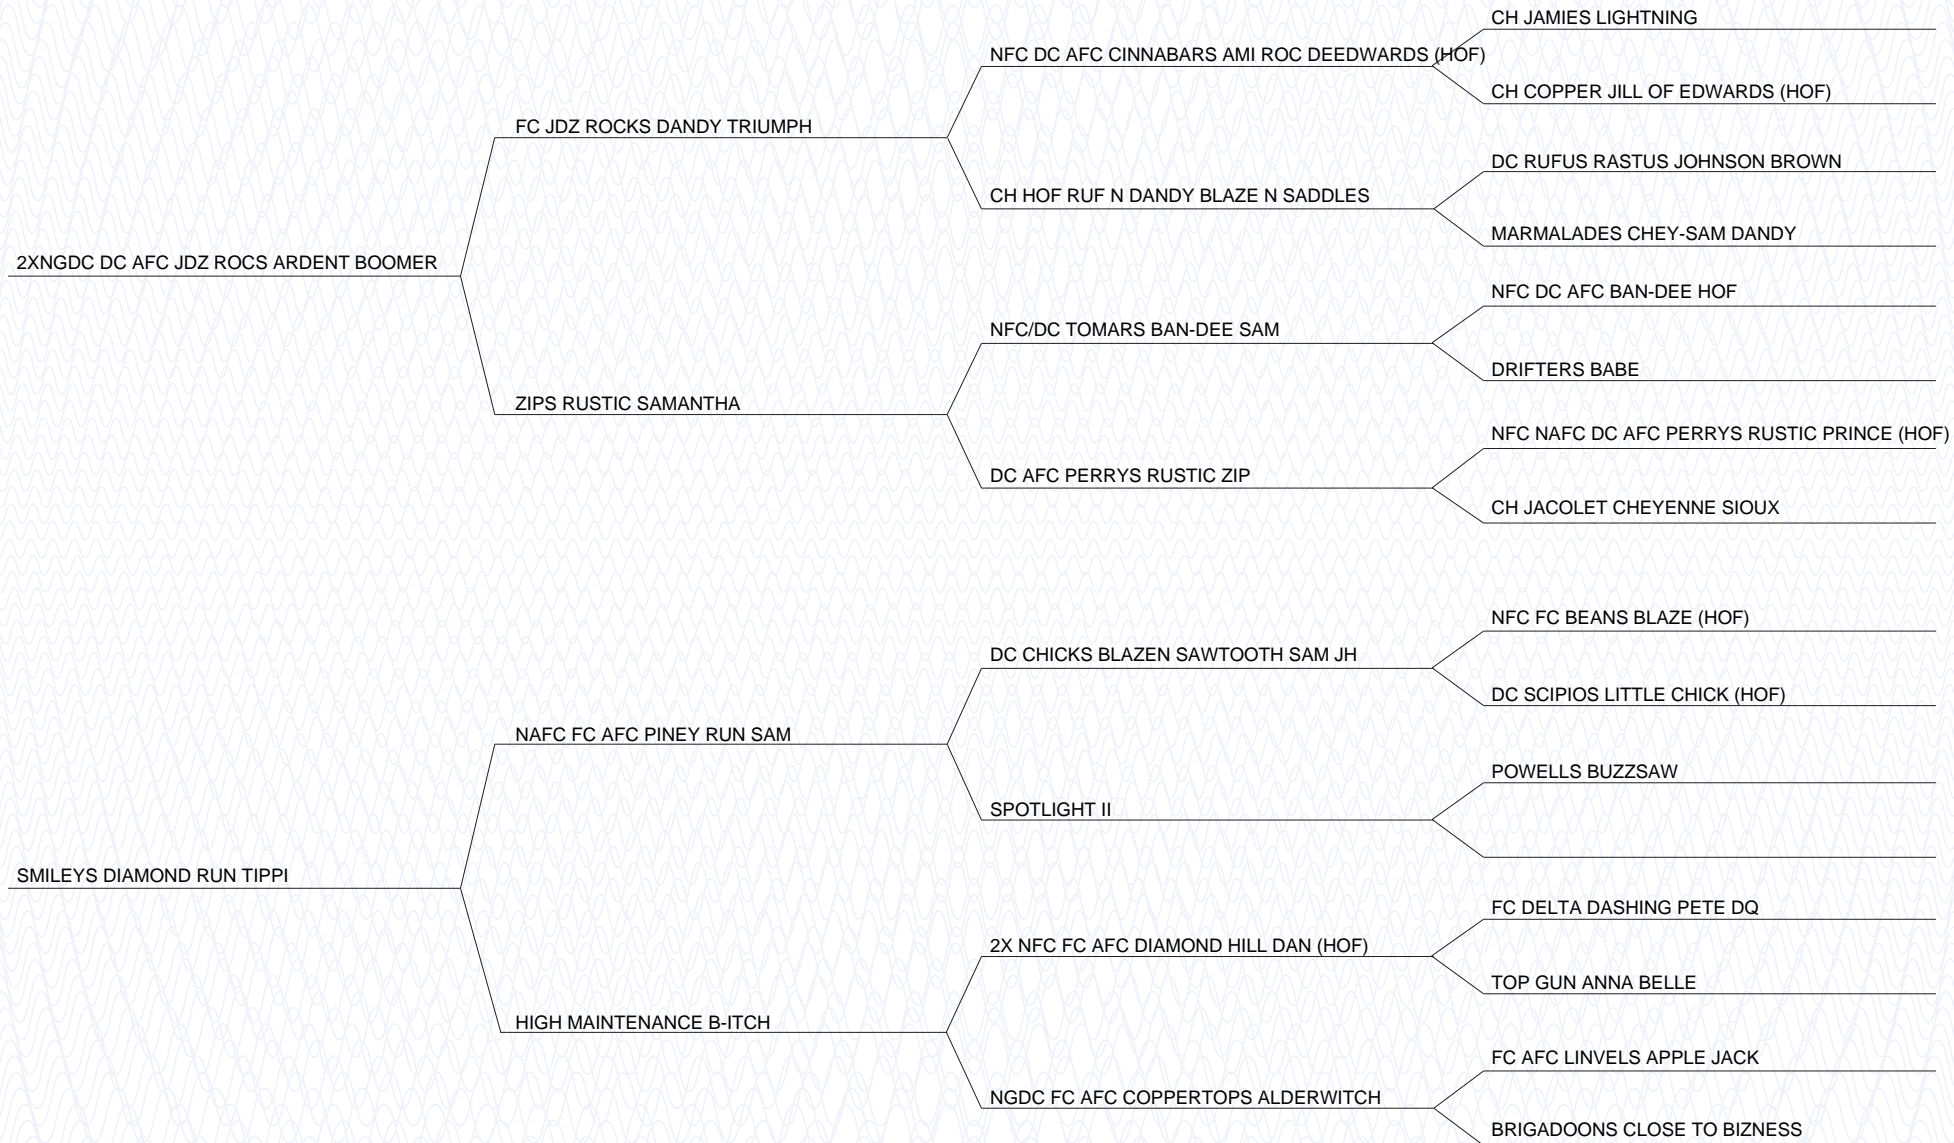 CH JAMIES LIGHTNING
NFC DC AFC CINNABARS AMI ROC DEEDWARDS (HOF)
CH COPPER JILL OF EDWARDS (HOF)
FC JDZ ROCKS DANDY TRIUMPH
DC RUFUS RASTUS JOHNSON BROWN
CH HOF RUF N DANDY BLAZE N SADDLES
MARMALADES CHEY-SAM DANDY
2XNGDC DC AFC JDZ ROCS ARDENT BOOMER
NFC DC AFC BAN-DEE HOF
NFC/DC TOMARS BAN-DEE SAM
DRIFTERS BABE
ZIPS RUSTIC SAMANTHA
NFC NAFC DC AFC PERRYS RUSTIC PRINCE (HOF)
DC AFC PERRYS RUSTIC ZIP
CH JACOLET CHEYENNE SIOUX
NFC FC BEANS BLAZE (HOF)
DC CHICKS BLAZEN SAWTOOTH SAM JH
DC SCIPIOS LITTLE CHICK (HOF)
NAFC FC AFC PINEY RUN SAM
POWELLS BUZZSAW
SPOTLIGHT II
SMILEYS DIAMOND RUN TIPPI
FC DELTA DASHING PETE DQ
2X NFC FC AFC DIAMOND HILL DAN (HOF)
TOP GUN ANNA BELLE
HIGH MAINTENANCE B-ITCH
FC AFC LINVELS APPLE JACK
NGDC FC AFC COPPERTOPS ALDERWITCH
BRIGADOONS CLOSE TO BIZNESS